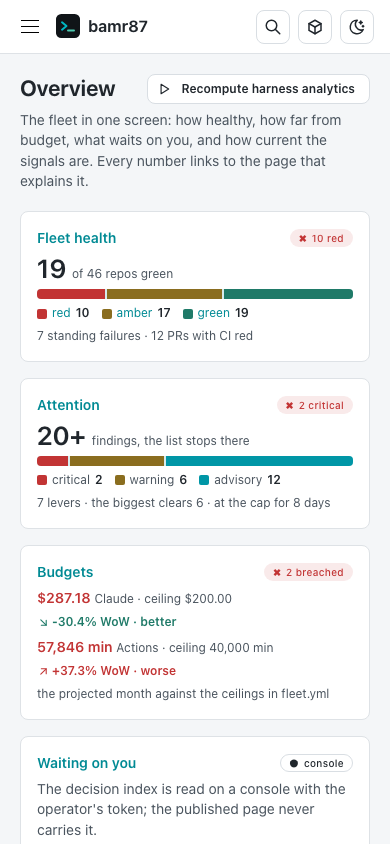 bamr87
Overview
Recompute harness analytics
The fleet in one screen: how healthy, how far from
budget, what waits on you, and how current the
signals are. Every number links to the page that
explains it.
Fleet health
✖ 10 red
19 of 46 repos green
red 10 amber 17 green 19
7 standing failures · 12 PRs with CI red
Attention
✖ 2 critical
20+ findings, the list stops there
critical 2 warning 6 advisory 12
7 levers · the biggest clears 6 · at the cap for 8 days
Budgets
✖ 2 breached
$287.18 Claude · ceiling $200.00
↘ -30.4% WoW · better
57,846 min Actions · ceiling 40,000 min
↗ +37.3% WoW · worse
the projected month against the ceilings in fleet.yml
Waiting on you
● console
The decision index is read on a console with the
operator's token; the published page never
carries it.